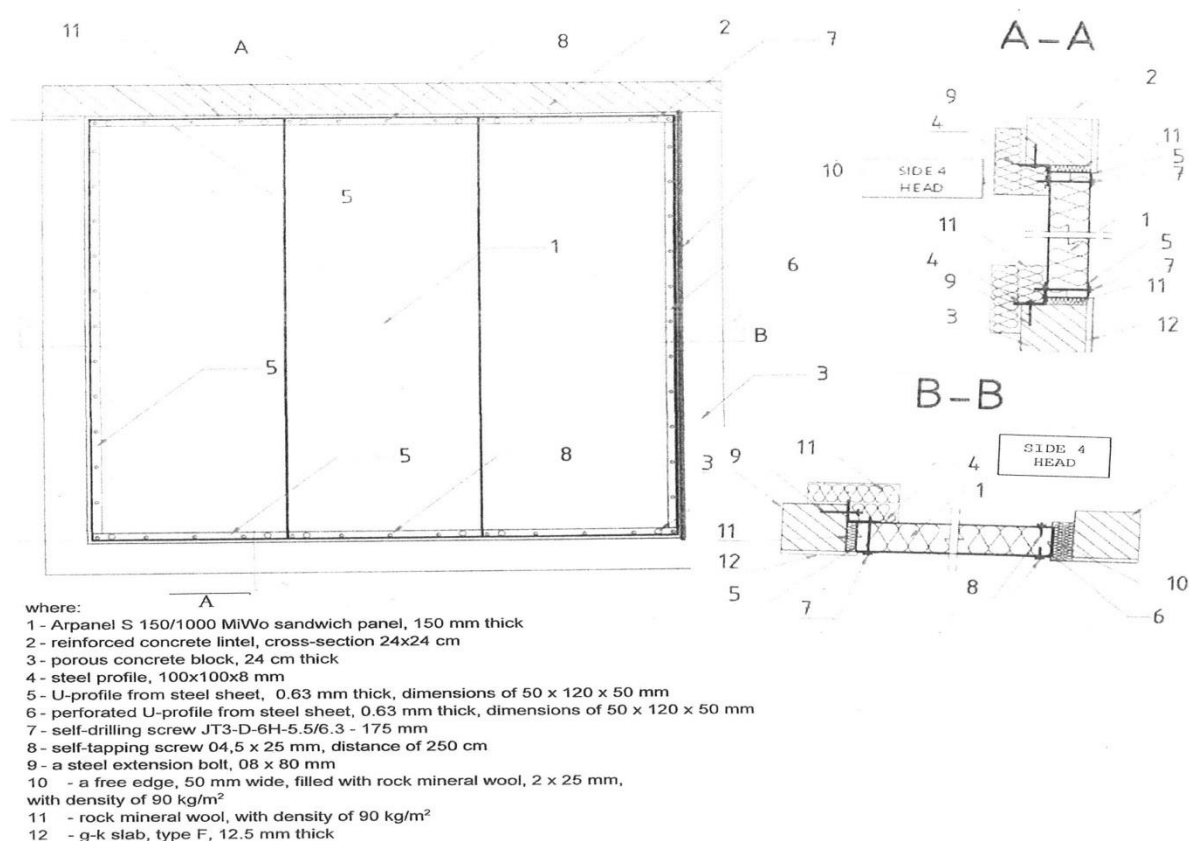 11
A
8
2
7
10
5
1
6
B
5
3
5
8
A
A-A
9
4
2
SIDE 4
HEAD
11
5
7
11
1
4
5
9
7
3
11
12
B-B
3
9
11
4
1
SIDE 4
HEAD
11
12
5
7
8
10
6
where:
1 - Arpanel S 150/1000 MiWo sandwich panel, 150 mm thick
2 - reinforced concrete lintel, cross-section 24x24 cm
3 - porous concrete block, 24 cm thick
4 - steel profile, 100x100x8 mm
5 - U-profile from steel sheet, 0.63 mm thick, dimensions of 50 x 120 x 50 mm
6 - perforated U-profile from steel sheet, 0.63 mm thick, dimensions of 50 x 120 x 50 mm
7 - self-drilling screw JT3-D-6H-5.5/6.3 - 175 mm
8 - self-tapping screw 04,5 x 25 mm, distance of 250 cm
9 - a steel extension bolt, 08 x 80 mm
10 - a free edge, 50 mm wide, filled with rock mineral wool, 2 x 25 mm,
with density of 90 kg/m²
11 - rock mineral wool, with density of 90 kg/m²
12 - g-k slab, type F, 12.5 mm thick